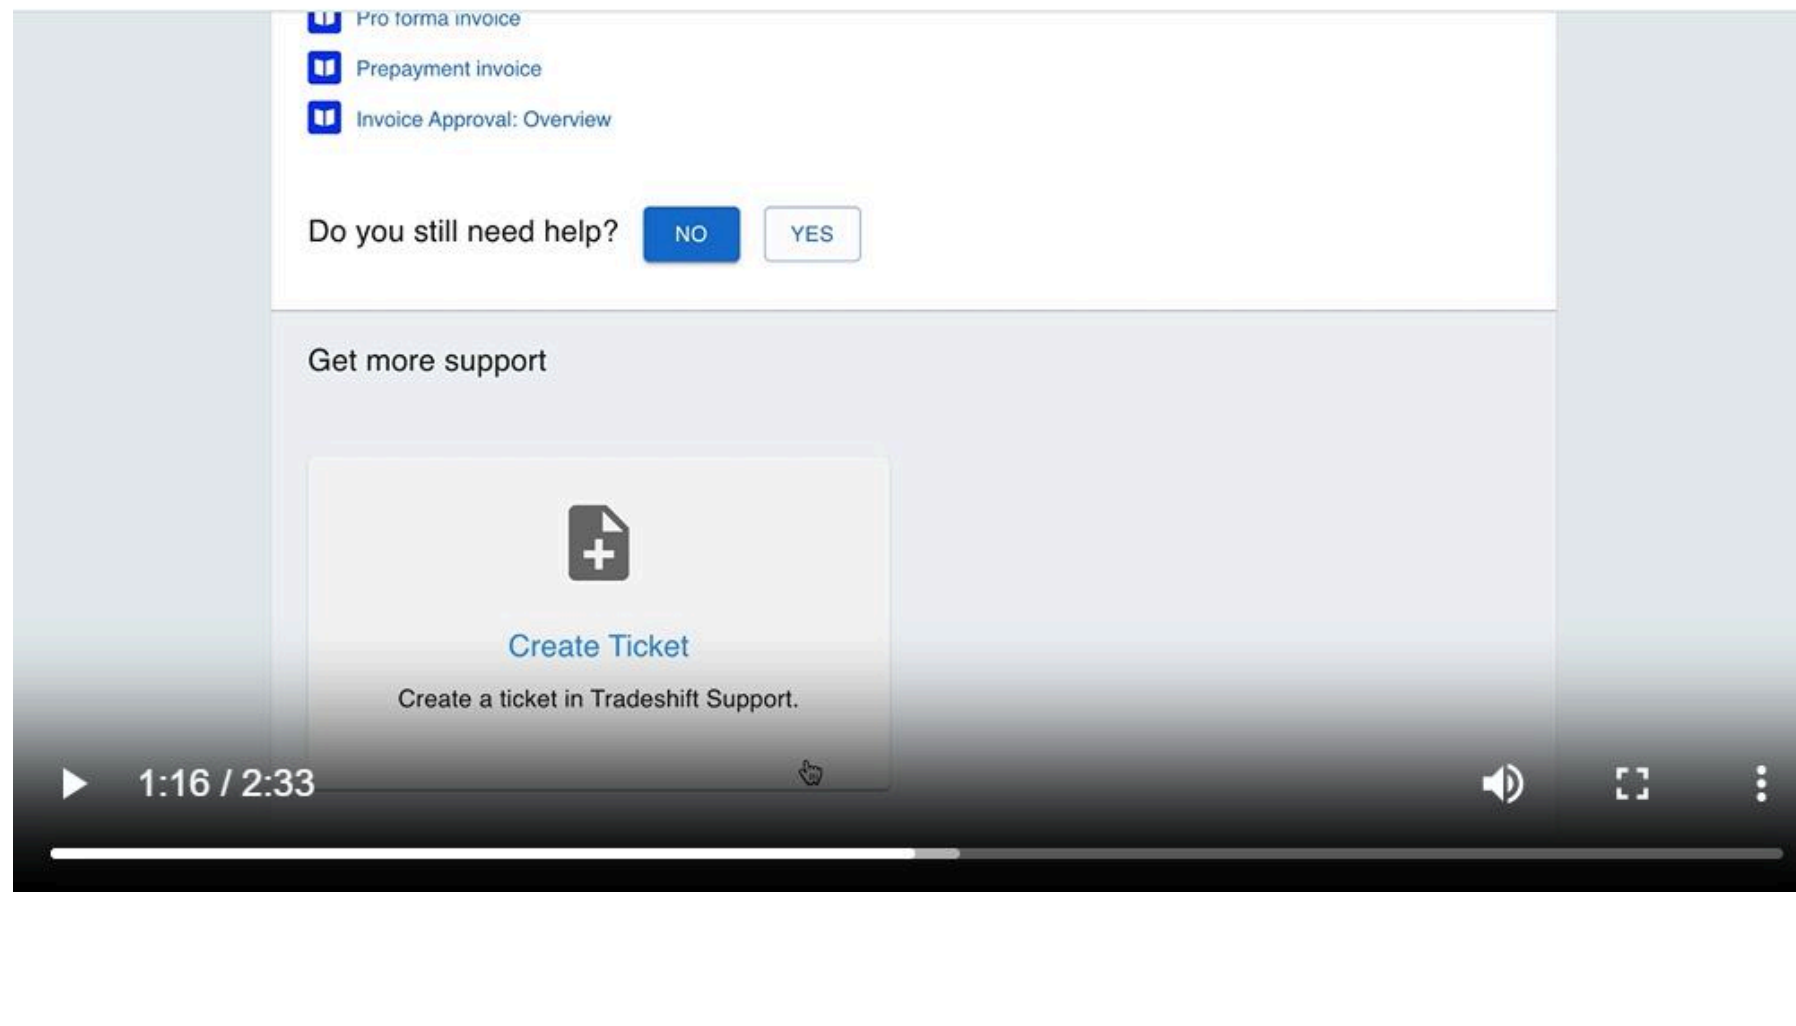 Pro forma invoice
Prepayment invoice
Invoice Approval: Overview
Do you still need help? NO YES
Get more support
Create Ticket
Create a ticket in Tradeshift Support.
1:16 / 2:33